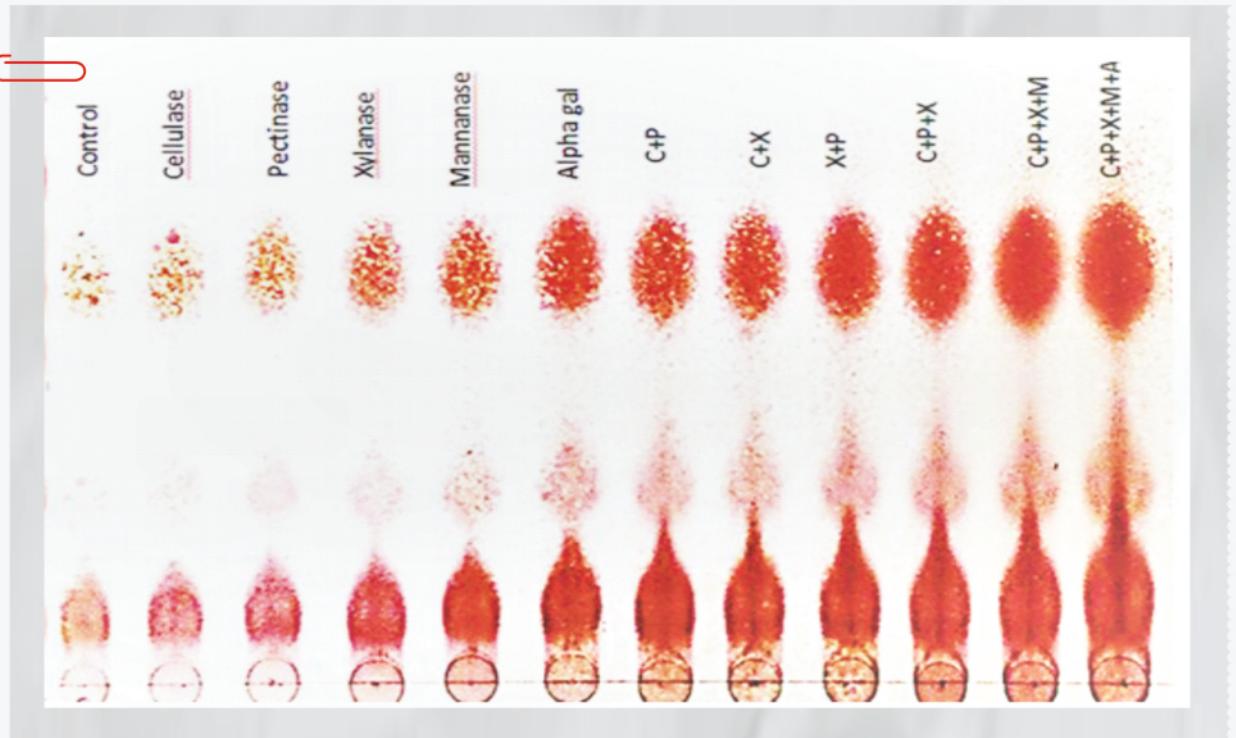 Control
Cellulase
Pectinase
Xylanase
Mannanase
Alpha gal
C+P
C+X
X+P
C+P+X
C+P+X+M
C+P+X+M+A